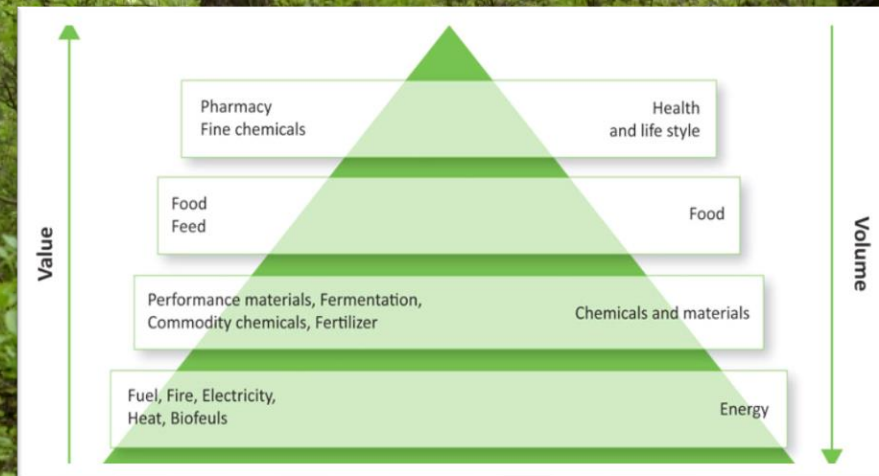 Value
Pharmacy
Fine chemicals
Health
and life style
Food
Feed
Food
Performance materials, Fermentation,
Commodity chemicals, Fertilizer
Chemicals and materials
Fuel, Fire, Electricity,
Heat, Biofeuls
Energy
Volume